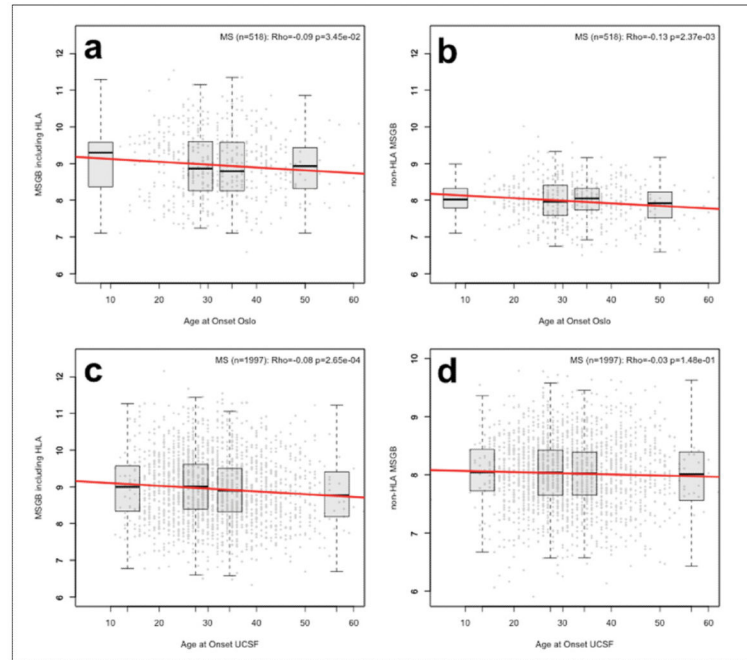 a
MS (n=518): Rho=-0.09 p=3.45e-02
MSGB including HLA
12
11
10
9
8
7
6
10 20 30 40 50 60
Age at Onset Oslo
b
MS (n=518): Rho=-0.13 p=2.37e-03
non-HLA MSGB
12
11
10
9
8
7
6
10 20 30 40 50 60
Age at Onset Oslo
c
MS (n=1997): Rho=-0.08 p=2.65e-04
MSGB including HLA
12
11
10
9
8
7
6
10 20 30 40 50 60
Age at Onset UCSF
d
MS (n=1997): Rho=-0.03 p=1.48e-01
non-HLA MSGB
10
9
8
7
6
10 20 30 40 50 60
Age at Onset UCSF